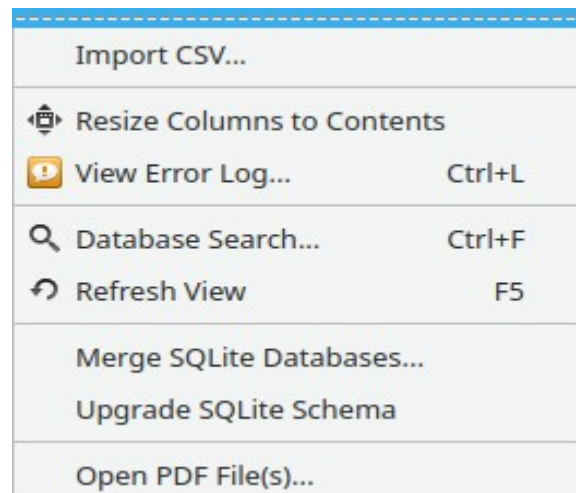 Import CSV...
Resize Columns to Contents
View Error Log... Ctrl+L
Database Search... Ctrl+F
Refresh View F5
Merge SQLite Databases...
Upgrade SQLite Schema
Open PDF File(s)...